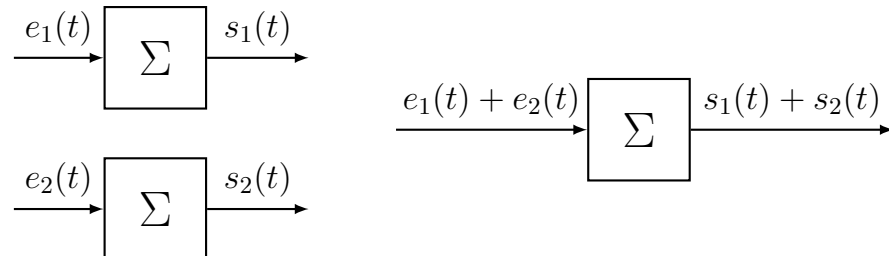 e₁(t) Σ s₁(t)
e₁(t) + e₂(t) Σ s₁(t) + s₂(t)
e₂(t) Σ s₂(t)